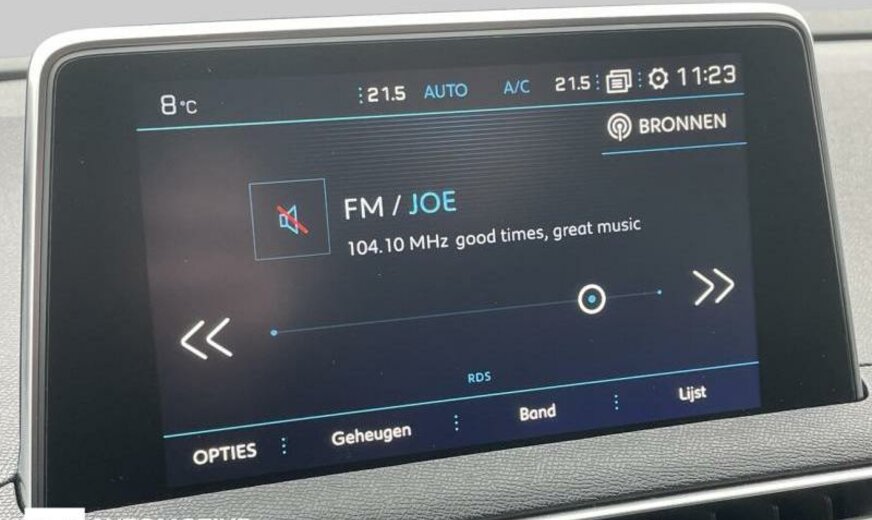 8°C 21.5 AUTO A/C 21.5 11:23
BRONNEN
FM / JOE
104.10 MHz good times, great music
RDS
OPTIES Geheugen Band Lijst